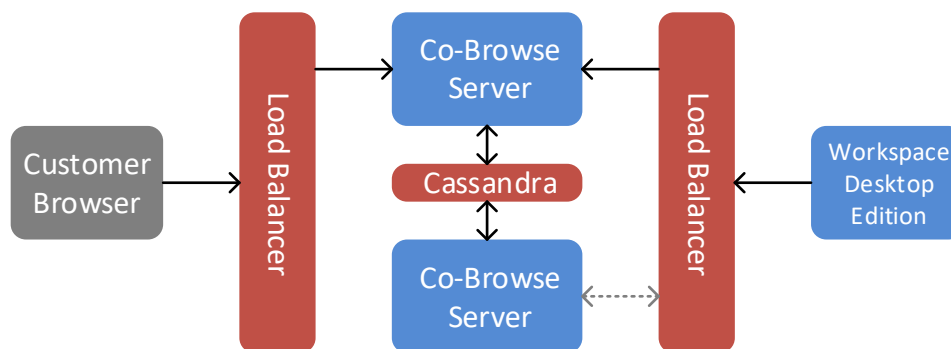 Customer
Browser
Load Balancer
Co-Browse
Server
Cassandra
Co-Browse
Server
Load Balancer
Workspace
Desktop
Edition